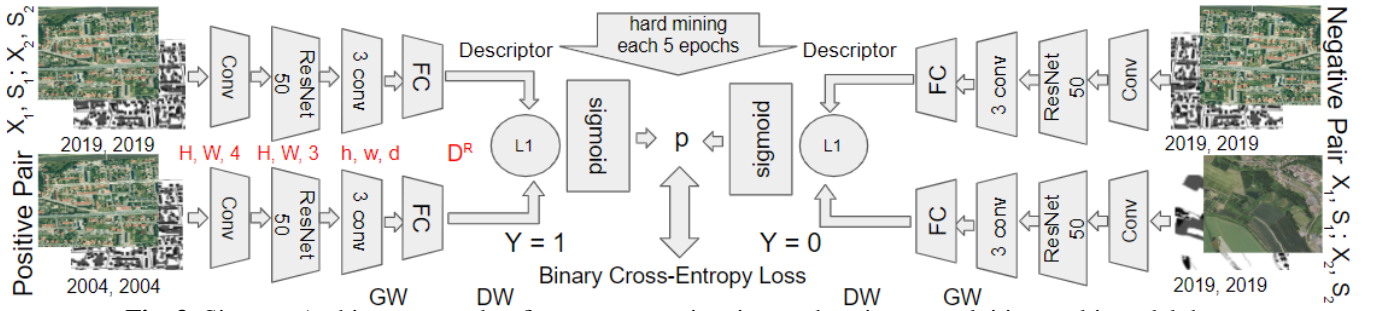 Positive Pair X1, S1; X2, S2
2019, 2019
Conv
ResNet 50
3 conv
FC
Descriptor
L1
sigmoid
H, W, 4
H, W, 3
h, w, d
D^R
2004, 2004
Conv
ResNet 50
3 conv
FC
Y = 1
GW
DW
hard mining
each 5 epochs
p
Binary Cross-Entropy Loss
Descriptor
sigmoid
L1
FC
3 conv
ResNet 50
Conv
2019, 2019
Negative Pair X1, S1; X2, S2
Y = 0
FC
3 conv
ResNet 50
Conv
2019, 2019
DW
GW